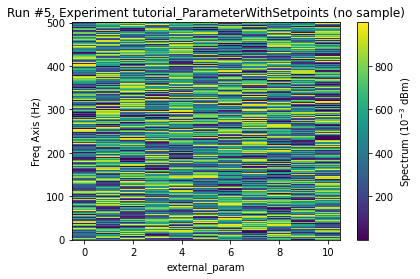 Run #5, Experiment tutorial_ParameterWithSetpoints (no sample)
500
400
300
200
100
0
Freq Axis (Hz)
0 2 4 6 8 10
external_param
800
600
400
200
Spectrum (10⁻³ dBm)